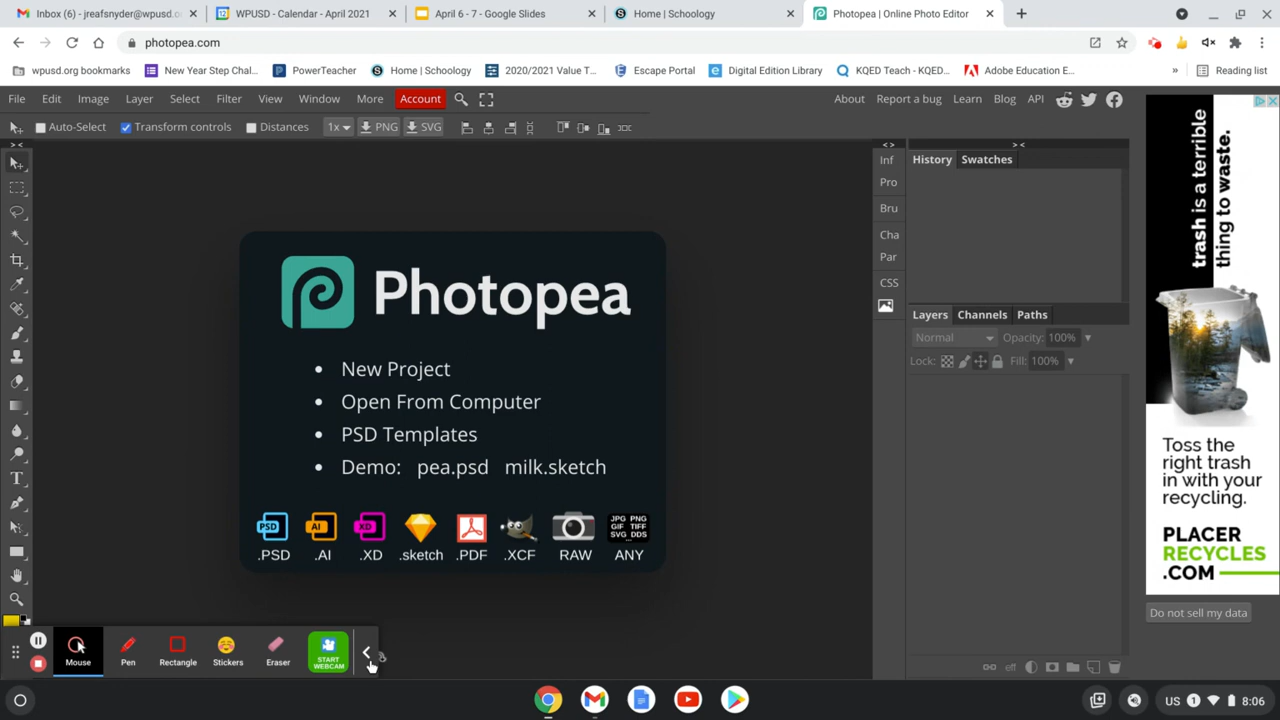 Inbox (6) - jreafsnyder@wpusd.o
WPUSD - Calendar - April 2021
April 6 - 7 - Google Slides
Home | Schoology
Photopea | Online Photo Editor
photopea.com
wpusd.org bookmarks
New Year Step Chal...
PowerTeacher
Home | Schoology
2020/2021 Value T...
Escape Portal
Digital Edition Library
KQED Teach - KQED...
Adobe Education E...
»
Reading list
File Edit Image Layer Select Filter View Window More Account
About Report a bug Learn Blog API
Auto-Select Transform controls Distances 1x PNG SVG
Inf
Pro
Bru
Cha
Par
CSS
History Swatches
Layers Channels Paths
Normal Opacity: 100%
Lock: Fill: 100%
Photopea
• New Project
• Open From Computer
• PSD Templates
• Demo: pea.psd milk.sketch
PSD AI XD JPG PNG GIF TIFF SVG DDS
.PSD .AI .XD .sketch .PDF .XCF RAW ANY
Mouse Pen Rectangle Stickers Eraser START WEBCAM
trash is a terrible
thing to waste.
Toss the
right trash
in with your
recycling.
PLACER
RECYCLES
.COM
Do not sell my data
US 1 8:06